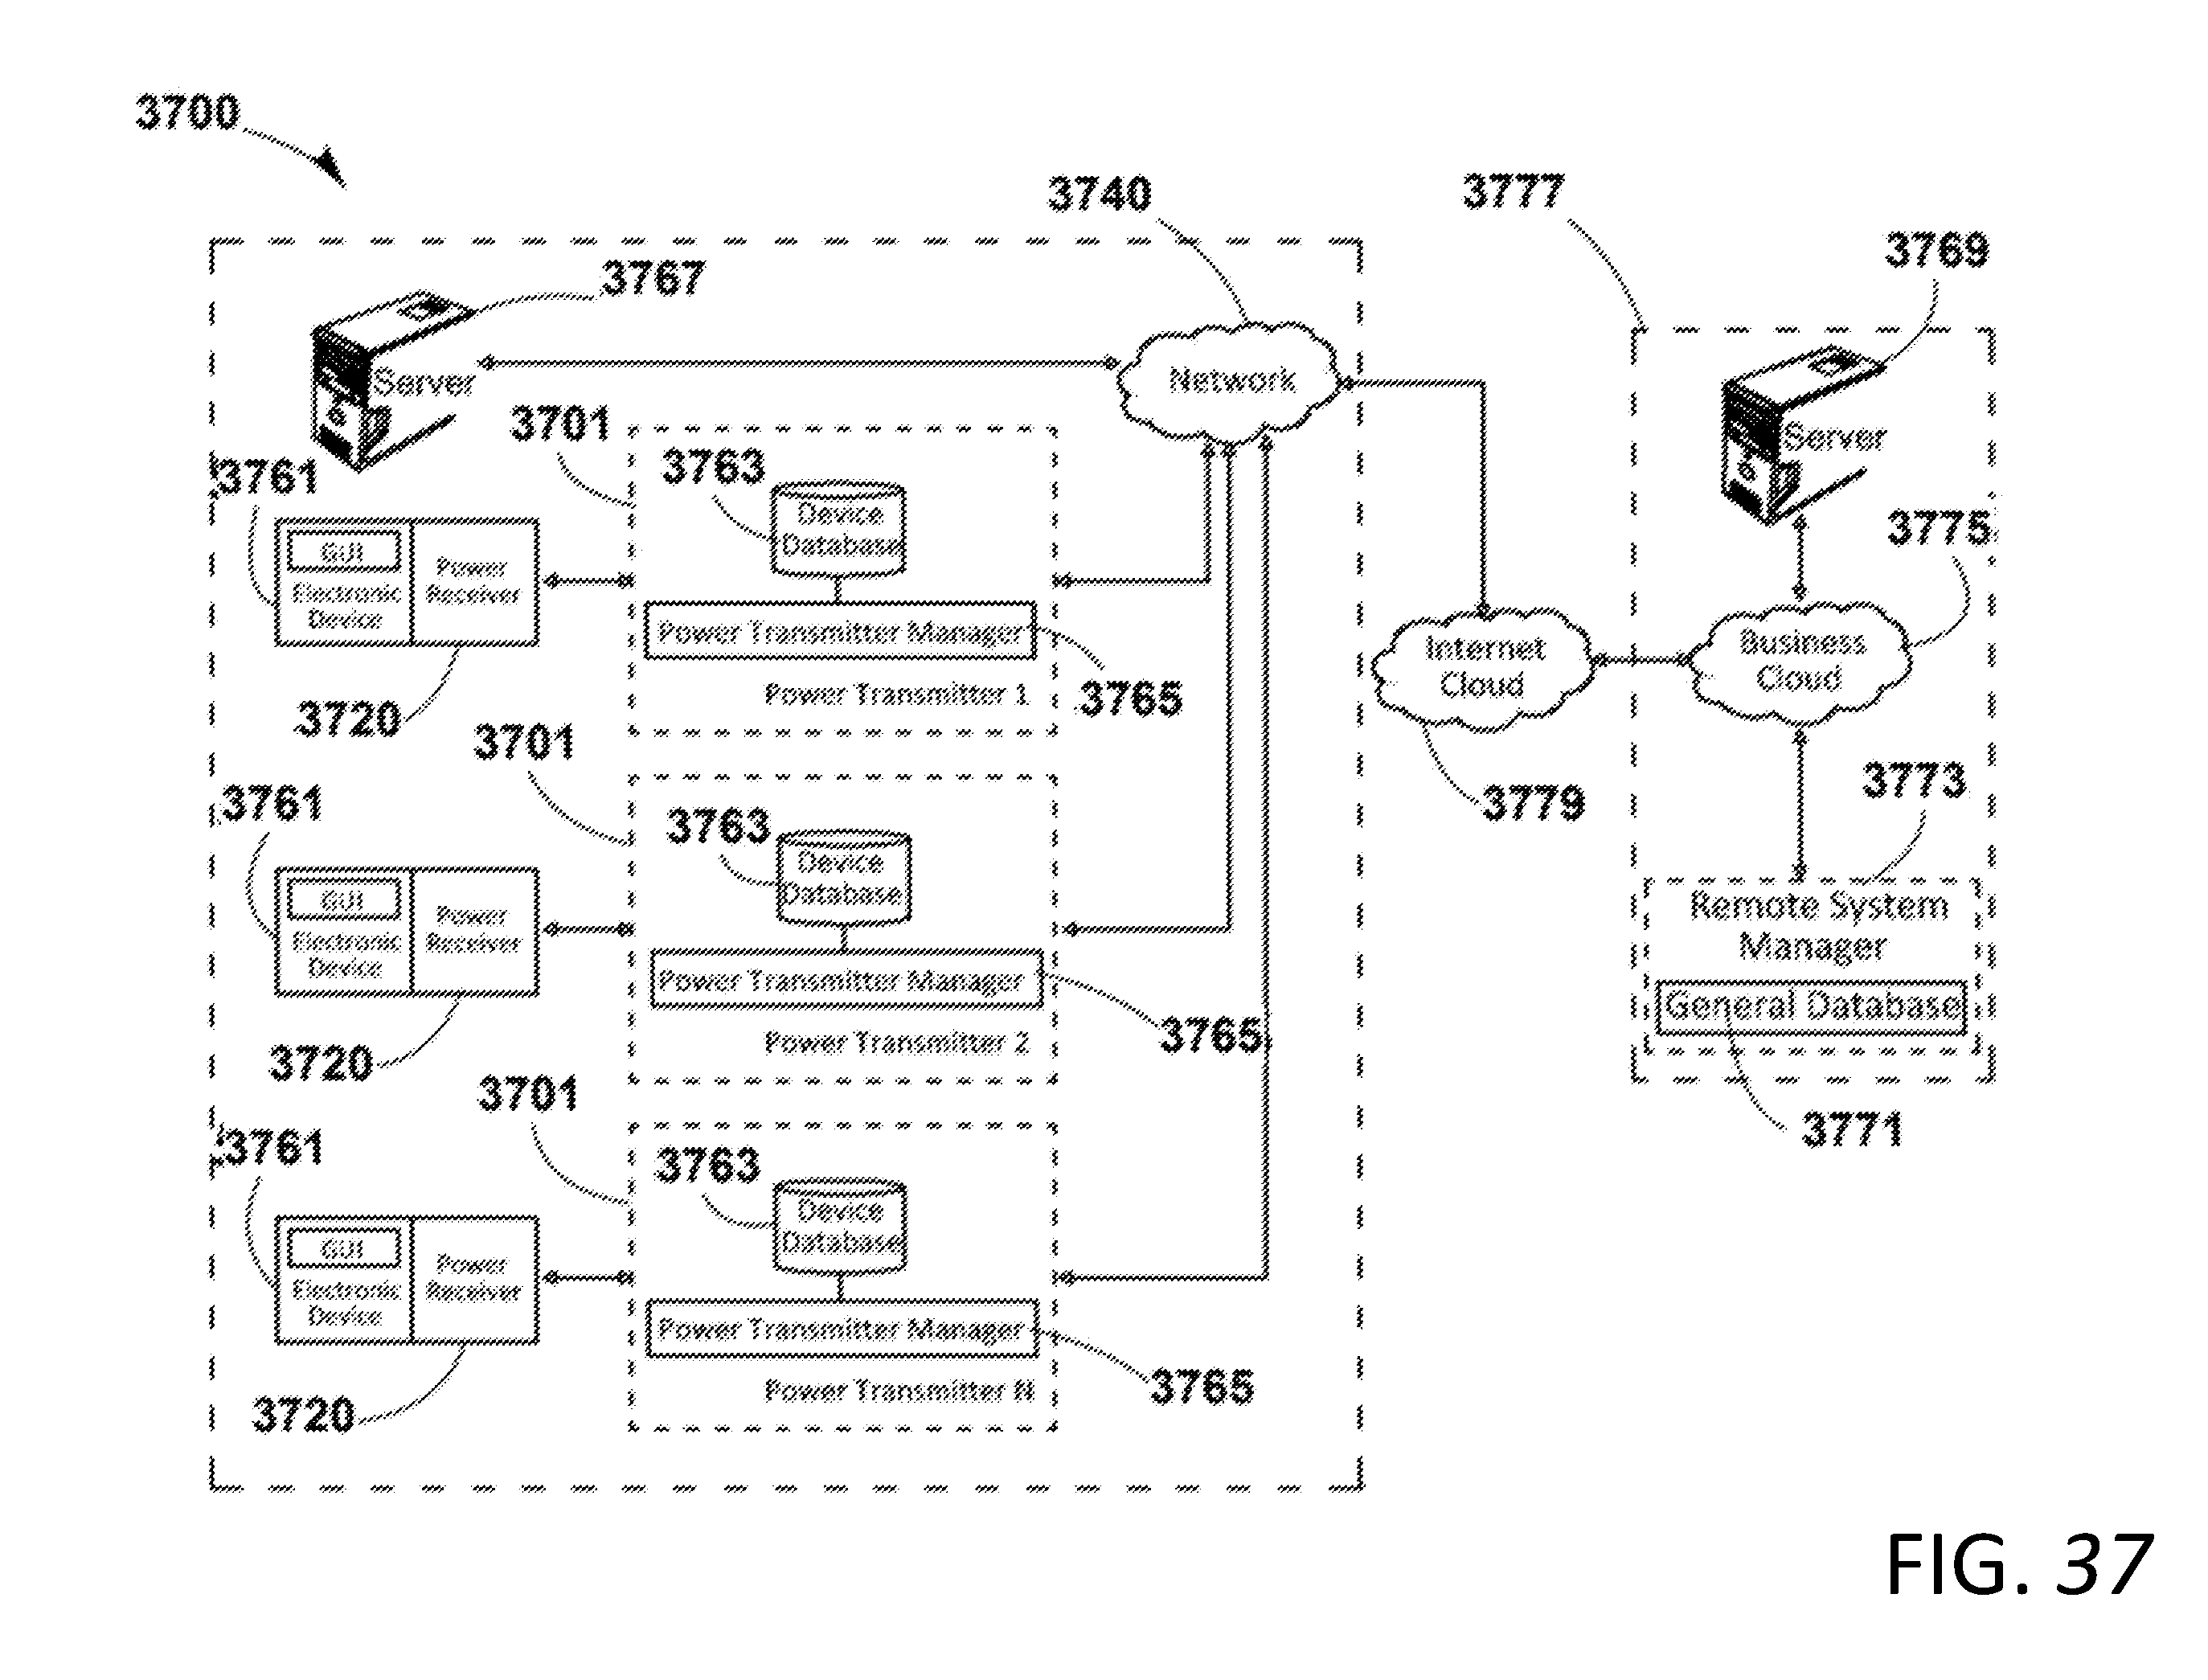 3700
3740
3777
3769
3767
Server
Network
Server
3701
3763
3761
Device
Database
GUI
Electronic
Device
Power
Receiver
3775
Power Transmitter Manager
Internet
Cloud
Business
Cloud
Power Transmitter 1
3765
3720
3701
3779
3773
3761
3763
Device
Database
GUI
Electronic
Device
Power
Receiver
Remote System
Manager
Power Transmitter Manager
General Database
Power Transmitter 2
3765
3720
3701
3771
3761
3763
Device
Database
GUI
Electronic
Device
Power
Receiver
Power Transmitter Manager
Power Transmitter N
3765
3720
FIG. 37